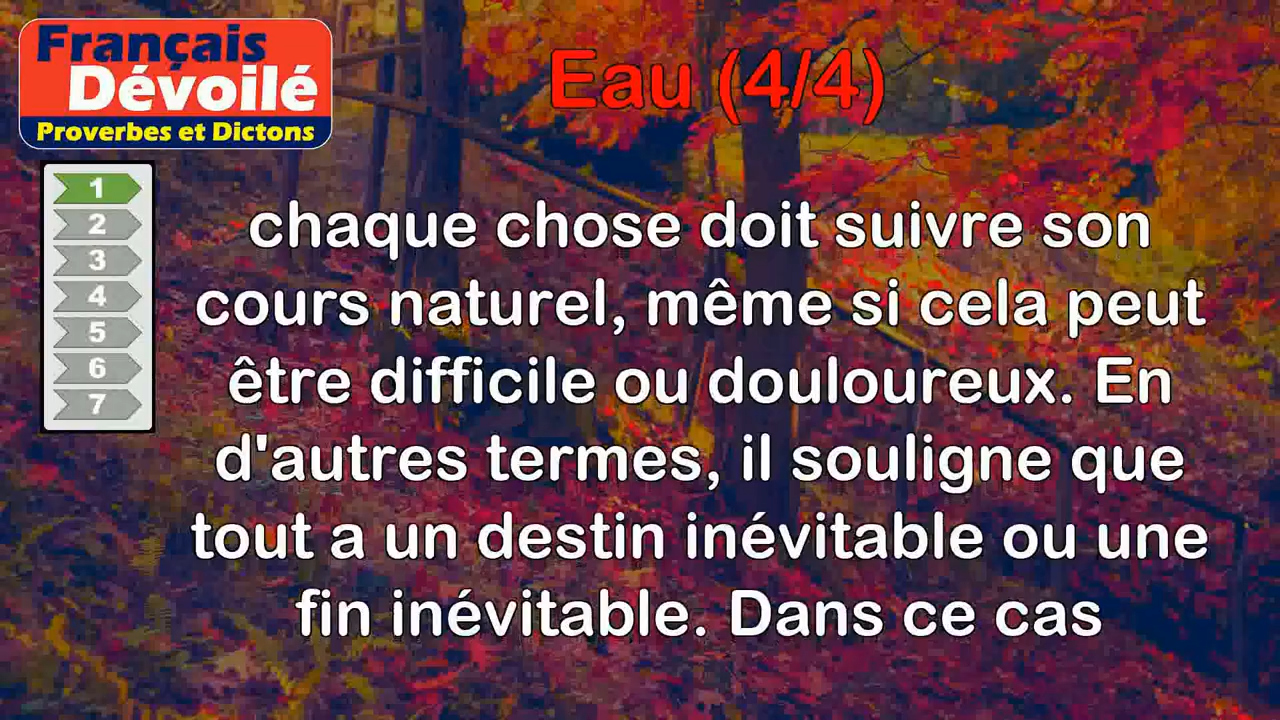 Français
Dévoilé
Proverbes et Dictons
Eau (4/4)
1
2
3
4
5
6
7
chaque chose doit suivre son
cours naturel, même si cela peut
être difficile ou douloureux. En
d'autres termes, il souligne que
tout a un destin inévitable ou une
fin inévitable. Dans ce cas